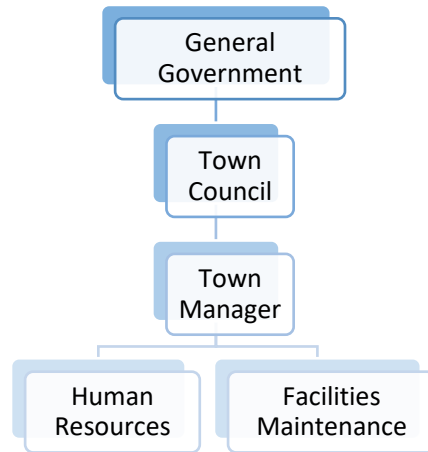 General
Government
Town
Council
Town
Manager
Human
Resources
Facilities
Maintenance